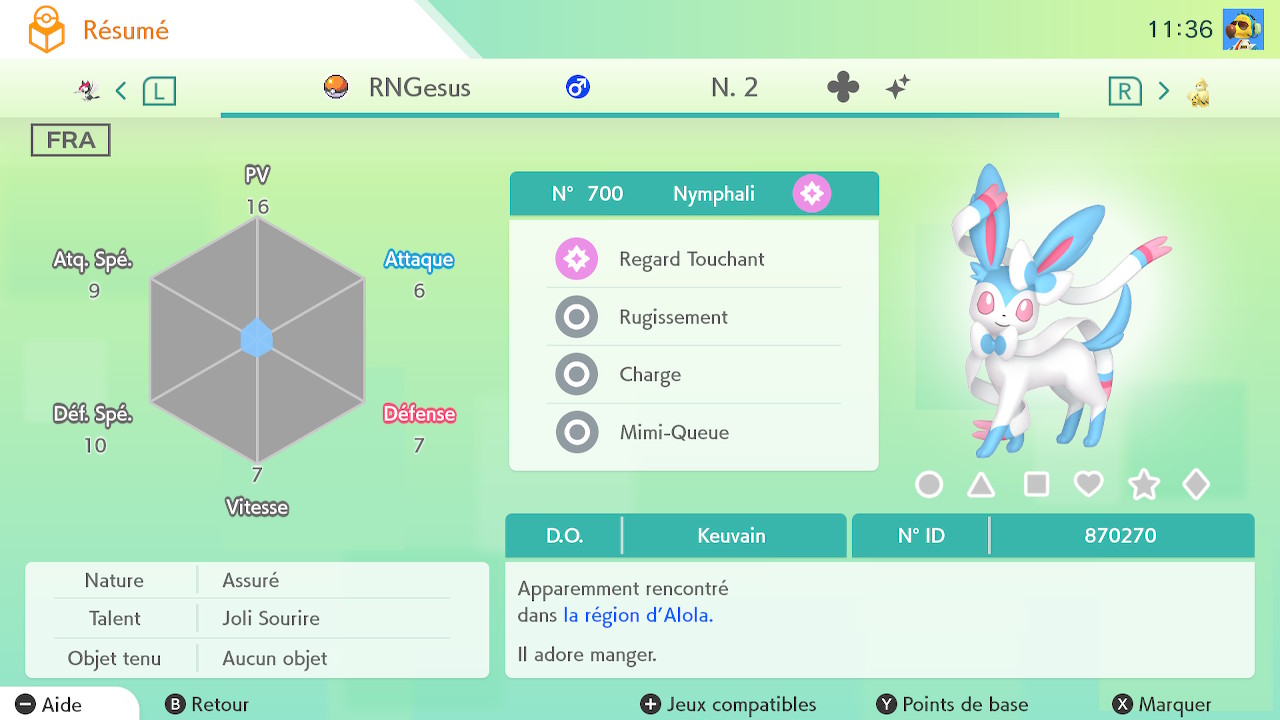 Résumé
11:36
L
RNGesus
N. 2
R
FRA
PV
16
Atq. Spé.
9
Attaque
6
Déf. Spé.
10
Défense
7
7
Vitesse
N° 700 Nymphali
Regard Touchant
Rugissement
Charge
Mimi-Queue
D.O. Keuvain
N° ID 870270
Nature Assuré
Talent Joli Sourire
Objet tenu Aucun objet
Apparemment rencontré
dans la région d'Alola.
Il adore manger.
Aide
B Retour
Jeux compatibles
Y Points de base
X Marquer